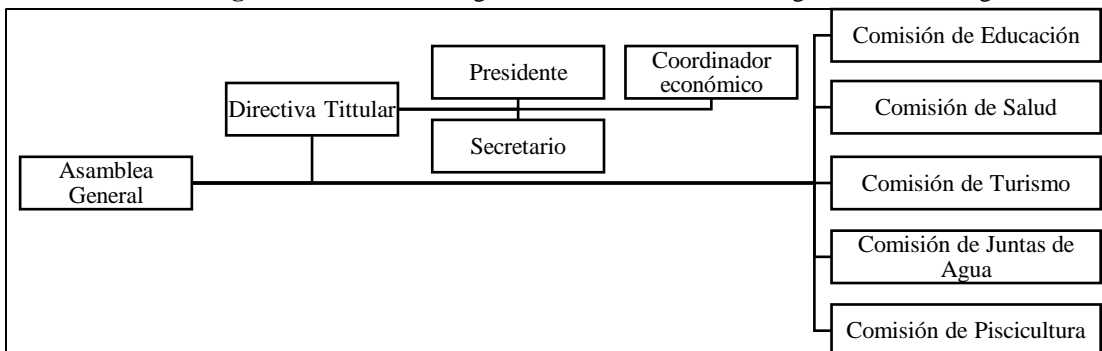 Presidente
Coordinador
económico
Directiva Tittular
Secretario
Asamblea
General
Comisión de Educación
Comisión de Salud
Comisión de Turismo
Comisión de Juntas de
Agua
Comisión de Piscicultura